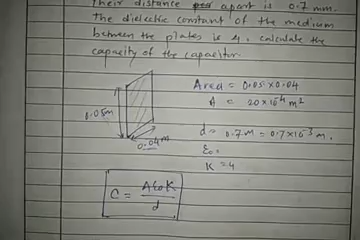 their distance apart is 0.7 mm.
The dielectric constant of the medium
between the plates is 4. calculate the
capacity of the capacitor.
Area = 0.05 x 0.04
A = 20 x 10⁻⁴ m²
0.05m
0.04m
d = 0.7 m = 0.7 x 10⁻³ m.
ε₀ =
K = 4
C = Aε₀K / d